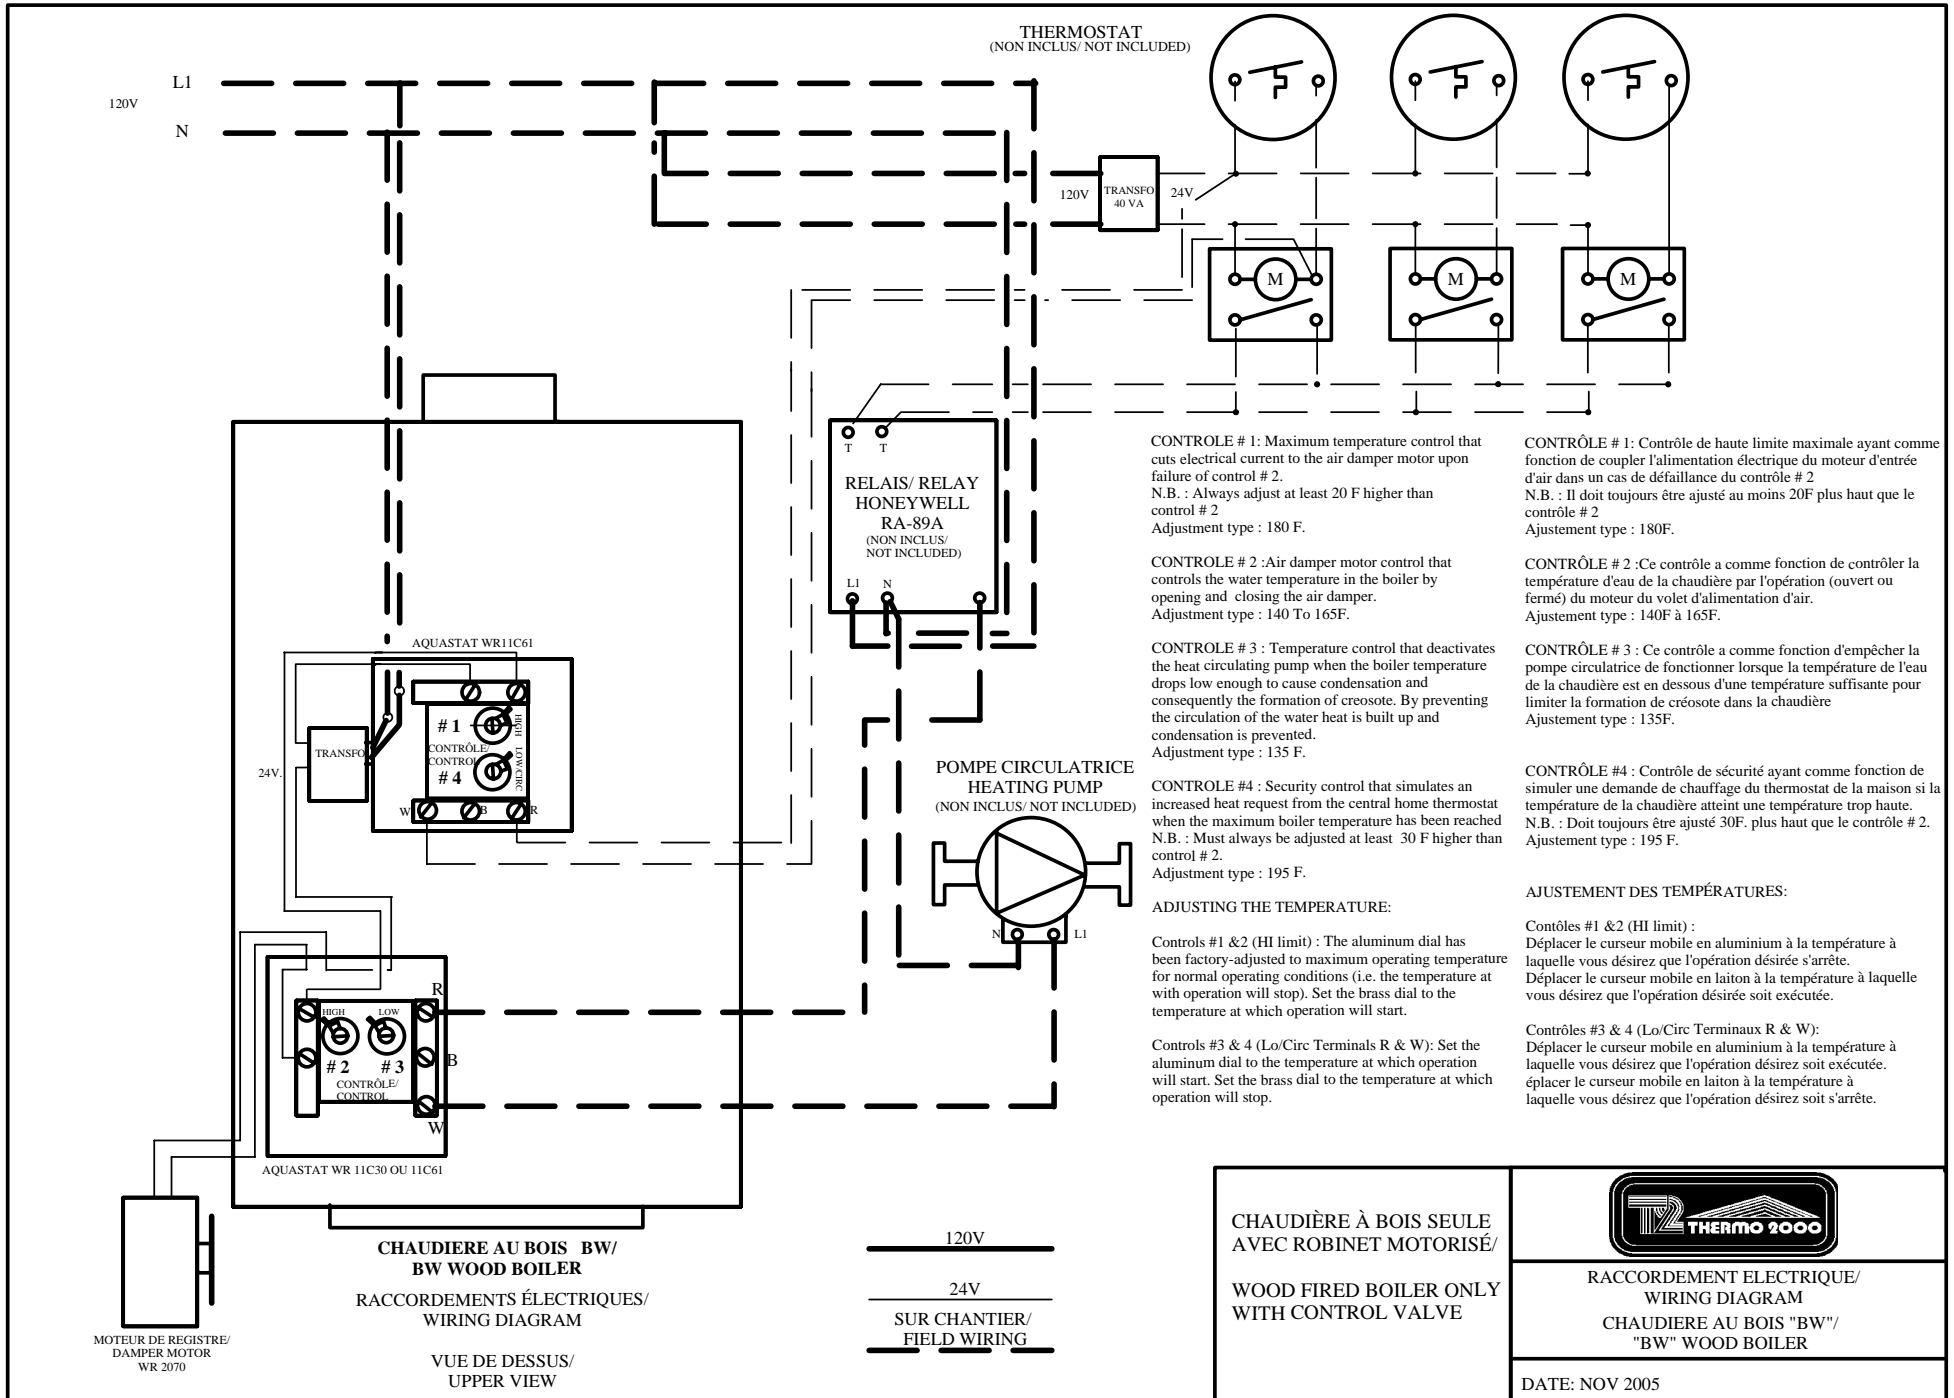 THERMOSTAT
(NON INCLUS/ NOT INCLUDED)
L1
120V
N
120V
TRANSFO
40 VA
24V
M
M
M
T
T
RELAIS/ RELAY
HONEYWELL
RA-89A
(NON INCLUS/
NOT INCLUDED)
L1
N
AQUASTAT WR11C61
# 1
HIGH
CONTRÔLE/
CONTROL
# 4
LOW/CIRC
W
B
R
TRANSFO
24V.
POMPE CIRCULATRICE
HEATING PUMP
(NON INCLUS/ NOT INCLUDED)
N
L1
R
HIGH
LOW
# 2
# 3
B
CONTRÔLE/
CONTROL
W
AQUASTAT WR 11C30 OU 11C61
MOTEUR DE REGISTRE/
DAMPER MOTOR
WR 2070
CHAUDIERE AU BOIS BW/
BW WOOD BOILER
RACCORDEMENTS ÉLECTRIQUES/
WIRING DIAGRAM
VUE DE DESSUS/
UPPER VIEW
120V
24V
SUR CHANTIER/
FIELD WIRING
CONTROLE # 1: Maximum temperature control that
cuts electrical current to the air damper motor upon
failure of control # 2.
N.B. : Always adjust at least 20 F higher than
control # 2
Adjustment type : 180 F.
CONTROLE # 2 :Air damper motor control that
controls the water temperature in the boiler by
opening and closing the air damper.
Adjustment type : 140 To 165F.
CONTROLE # 3 : Temperature control that deactivates
the heat circulating pump when the boiler temperature
drops low enough to cause condensation and
consequently the formation of creosote. By preventing
the circulation of the water heat is built up and
condensation is prevented.
Adjustment type : 135 F.
CONTROLE #4 : Security control that simulates an
increased heat request from the central home thermostat
when the maximum boiler temperature has been reached
N.B. : Must always be adjusted at least 30 F higher than
control # 2.
Adjustment type : 195 F.
ADJUSTING THE TEMPERATURE:
Controls #1 &2 (HI limit) : The aluminum dial has
been factory-adjusted to maximum operating temperature
for normal operating conditions (i.e. the temperature at
with operation will stop). Set the brass dial to the
temperature at which operation will start.
Controls #3 & 4 (Lo/Circ Terminals R & W): Set the
aluminum dial to the temperature at which operation
will start. Set the brass dial to the temperature at which
operation will stop.
CONTRÔLE # 1: Contrôle de haute limite maximale ayant comme
fonction de coupler l'alimentation électrique du moteur d'entrée
d'air dans un cas de défaillance du contrôle # 2
N.B. : Il doit toujours être ajusté au moins 20F plus haut que le
contrôle # 2
Ajustement type : 180F.
CONTRÔLE # 2 :Ce contrôle a comme fonction de contrôler la
température d'eau de la chaudière par l'opération (ouvert ou
fermé) du moteur du volet d'alimentation d'air.
Ajustement type : 140F à 165F.
CONTRÔLE # 3 : Ce contrôle a comme fonction d'empêcher la
pompe circulatrice de fonctionner lorsque la température de l'eau
de la chaudière est en dessous d'une température suffisante pour
limiter la formation de créosote dans la chaudière
Ajustement type : 135F.
CONTRÔLE #4 : Contrôle de sécurité ayant comme fonction de
simuler une demande de chauffage du thermostat de la maison si la
température de la chaudière atteint une température trop haute.
N.B. : Doit toujours être ajusté 30F. plus haut que le contrôle # 2.
Ajustement type : 195 F.
AJUSTEMENT DES TEMPÉRATURES:
Contôles #1 &2 (HI limit) :
Déplacer le curseur mobile en aluminium à la température à
laquelle vous désirez que l'opération désirée s'arrête.
Déplacer le curseur mobile en laiton à la température à laquelle
vous désirez que l'opération désirée soit exécutée.
Contrôles #3 & 4 (Lo/Circ Terminaux R & W):
Déplacer le curseur mobile en aluminium à la température à
laquelle vous désirez que l'opération désirez soit exécutée.
éplacer le curseur mobile en laiton à la température à
laquelle vous désirez que l'opération désirez soit s'arrête.
CHAUDIÈRE À BOIS SEULE
AVEC ROBINET MOTORISÉ/
WOOD FIRED BOILER ONLY
WITH CONTROL VALVE
T2 THERMO 2000
RACCORDEMENT ELECTRIQUE/
WIRING DIAGRAM
CHAUDIERE AU BOIS "BW"/
"BW" WOOD BOILER
DATE: NOV 2005